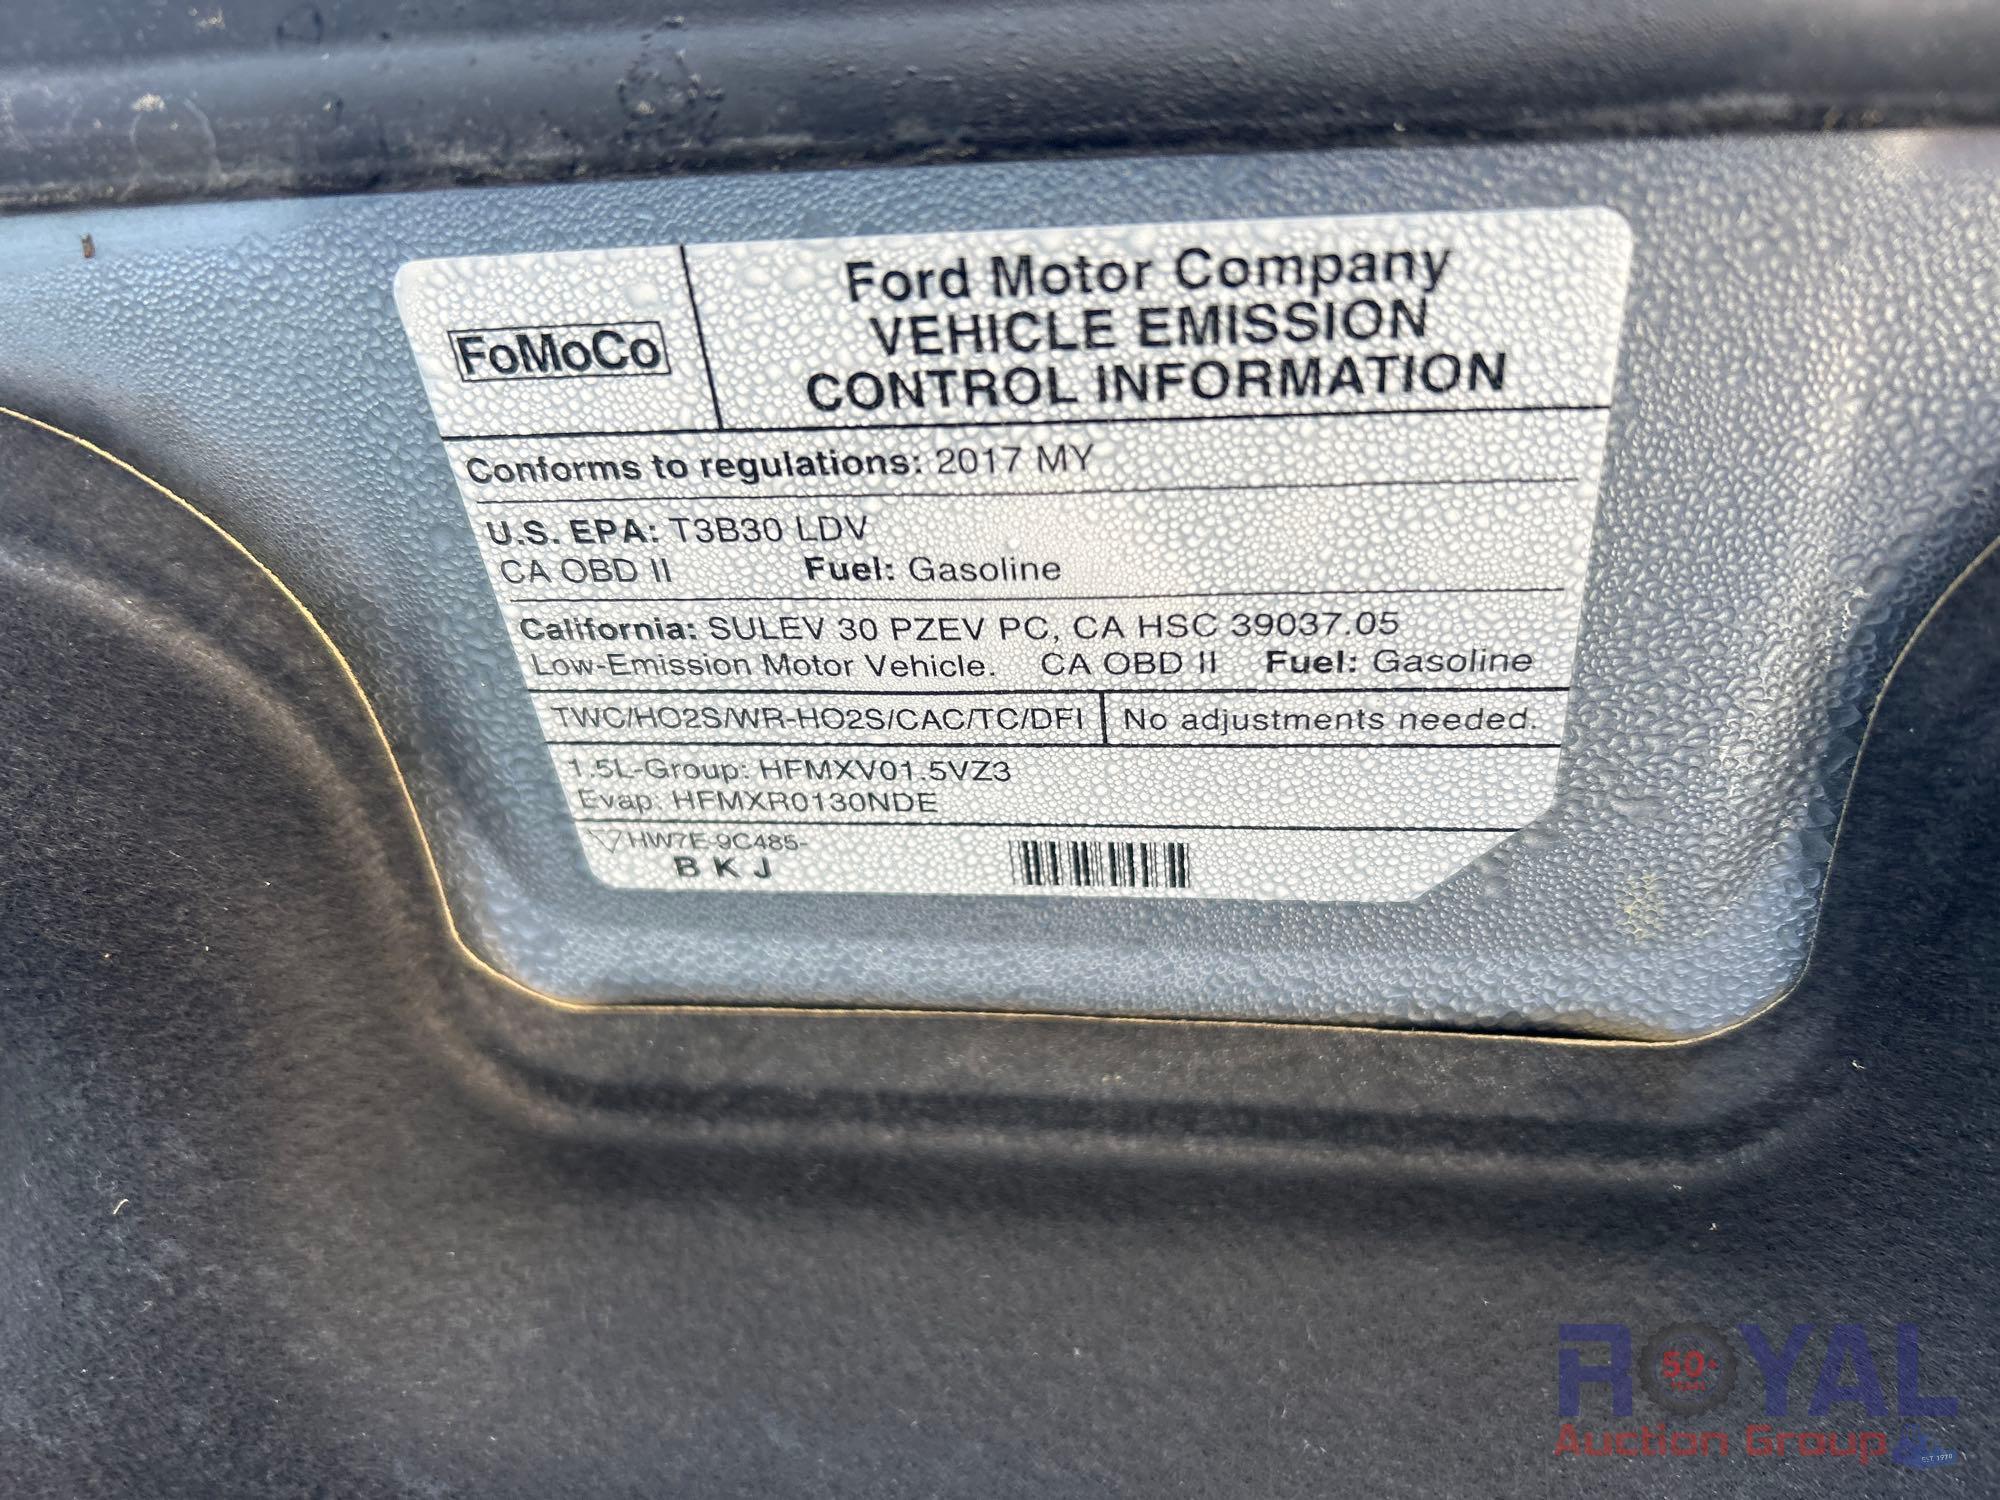 FoMoCo
Ford Motor Company
VEHICLE EMISSION
CONTROL INFORMATION
Conforms to regulations: 2017 MY
U.S. EPA: T3B30 LDV
CA OBD II Fuel: Gasoline
California: SULEV 30 PZEV PC, CA HSC 39037.05
Low-Emission Motor Vehicle. CA OBD II Fuel: Gasoline
TWC/HO2S/WR-HO2S/CAC/TC/DFI No adjustments needed.
1.5L-Group: HFMXV01.5VZ3
Evap: HFMXR0130NDE
HW7E-9C485-
B K J
ROYAL
50+
YEARS
Auction Group
EST. 1970